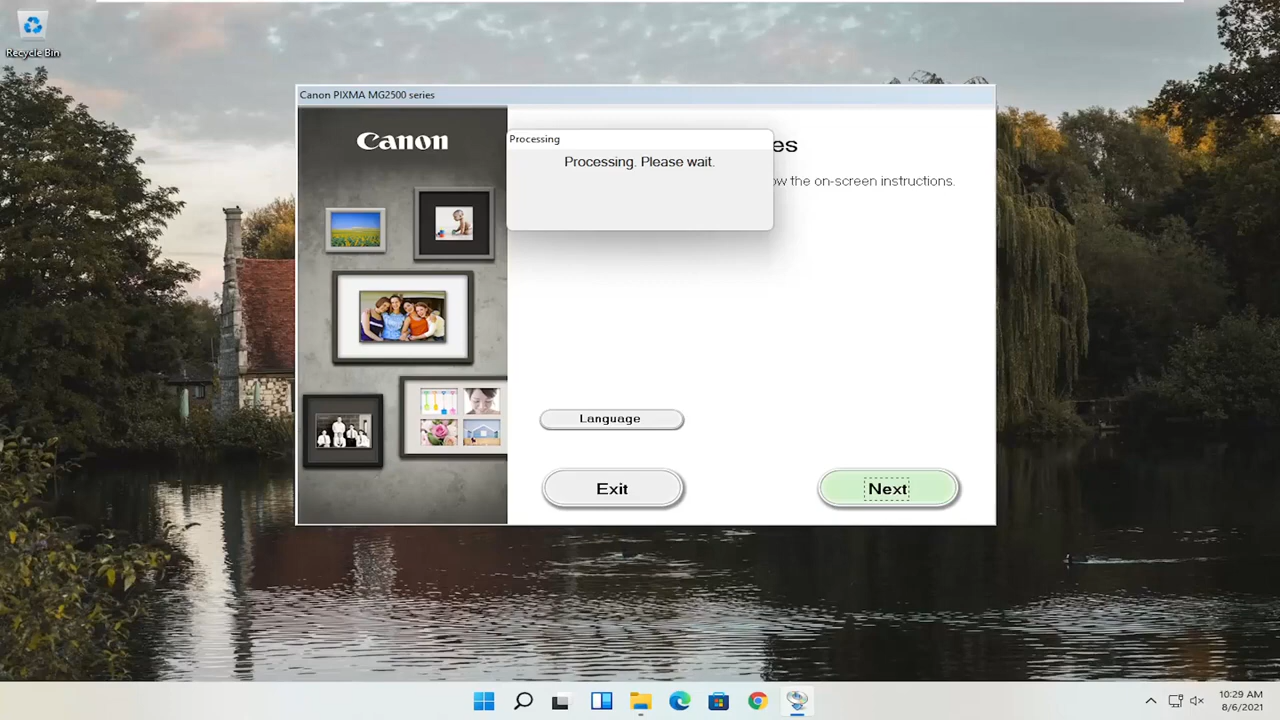 Recycle Bin
Canon PIXMA MG2500 series
Canon
Processing
Processing. Please wait.
es
the on-screen instructions.
Language
Exit
Next
10:29 AM
8/6/2021